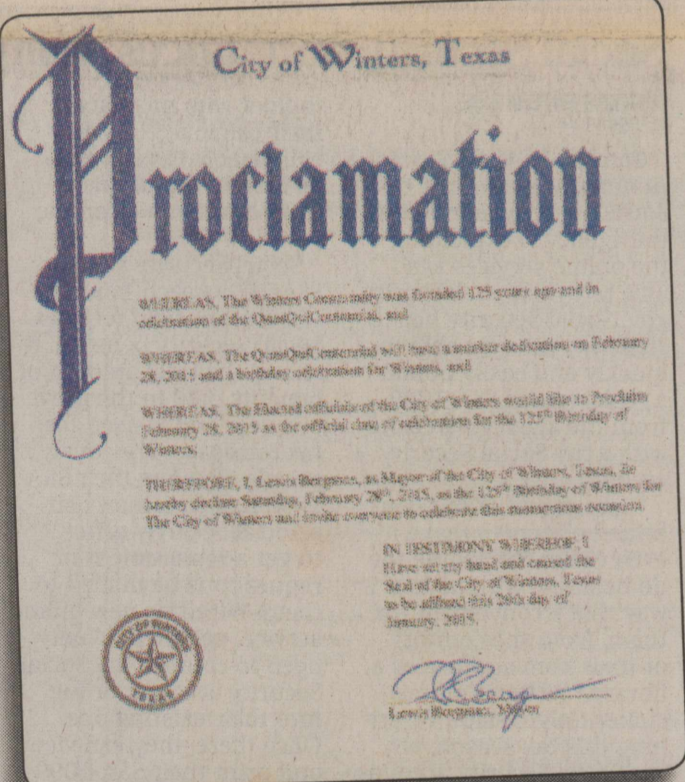 City of Winters, Texas
Proclamation
WHEREAS, The Winters Community was founded 125 years ago and in
celebration of the QuasQuiCentennial, and
WHEREAS, The QuasQuiCentennial will have a marker dedication on February
28, 2015 and a birthday celebration for Winters, and
WHEREAS, The Elected officials of the City of Winters would like to Proclaim
February 28, 2015 as the official date of celebration for the 125th Birthday of
Winters;
THEREFORE, I, Lewis Bergman, as Mayor of the City of Winters, Texas, do
hereby declare Saturday, February 28th, 2015, as the 125th Birthday of Winters for
The City of Winters and invite everyone to celebrate this momentous occasion.
IN TESTIMONY WHEREOF, I
Have set my hand and caused the
Seal of the City of Winters, Texas
to be affixed this 26th day of
January, 2015.
CITY OF WINTERS
TEXAS
Lewis Bergman, Mayor